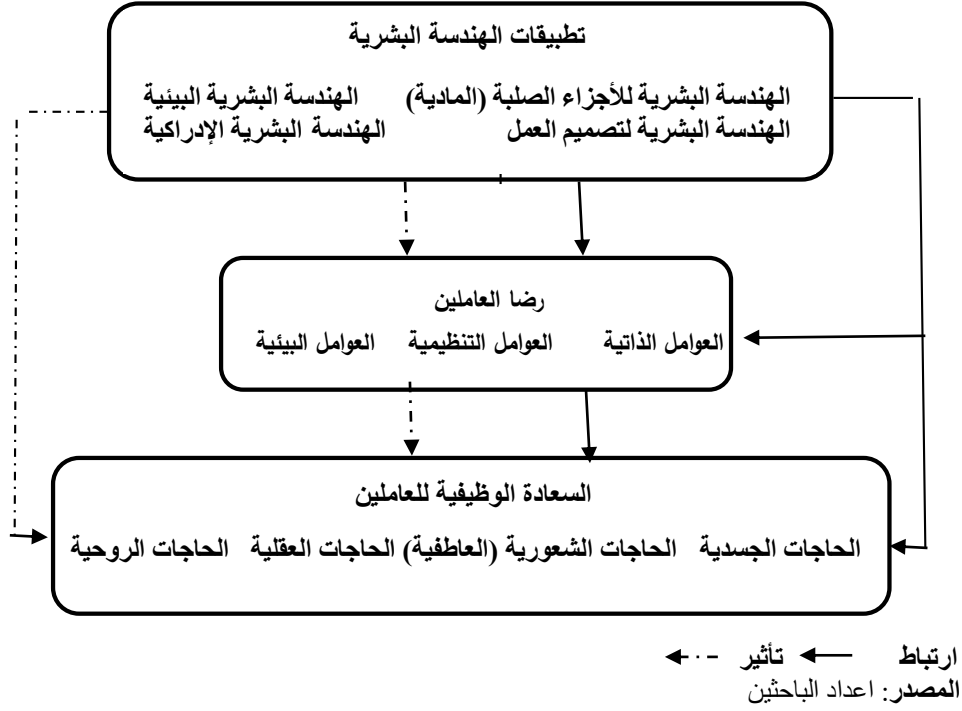 تطبيقات الهندسة البشرية
الهندسة البشرية للأجزاء الصلبة (المادية) الهندسة البشرية البيئية
الهندسة البشرية لتصميم العمل الهندسة البشرية الإدراكية
رضا العاملين
العوامل الذاتية العوامل التنظيمية العوامل البيئية
السعادة الوظيفية للعاملين
الحاجات الجسدية الحاجات الشعورية (العاطفية) الحاجات العقلية الحاجات الروحية
ارتباط تأثير
المصدر: اعداد الباحثين